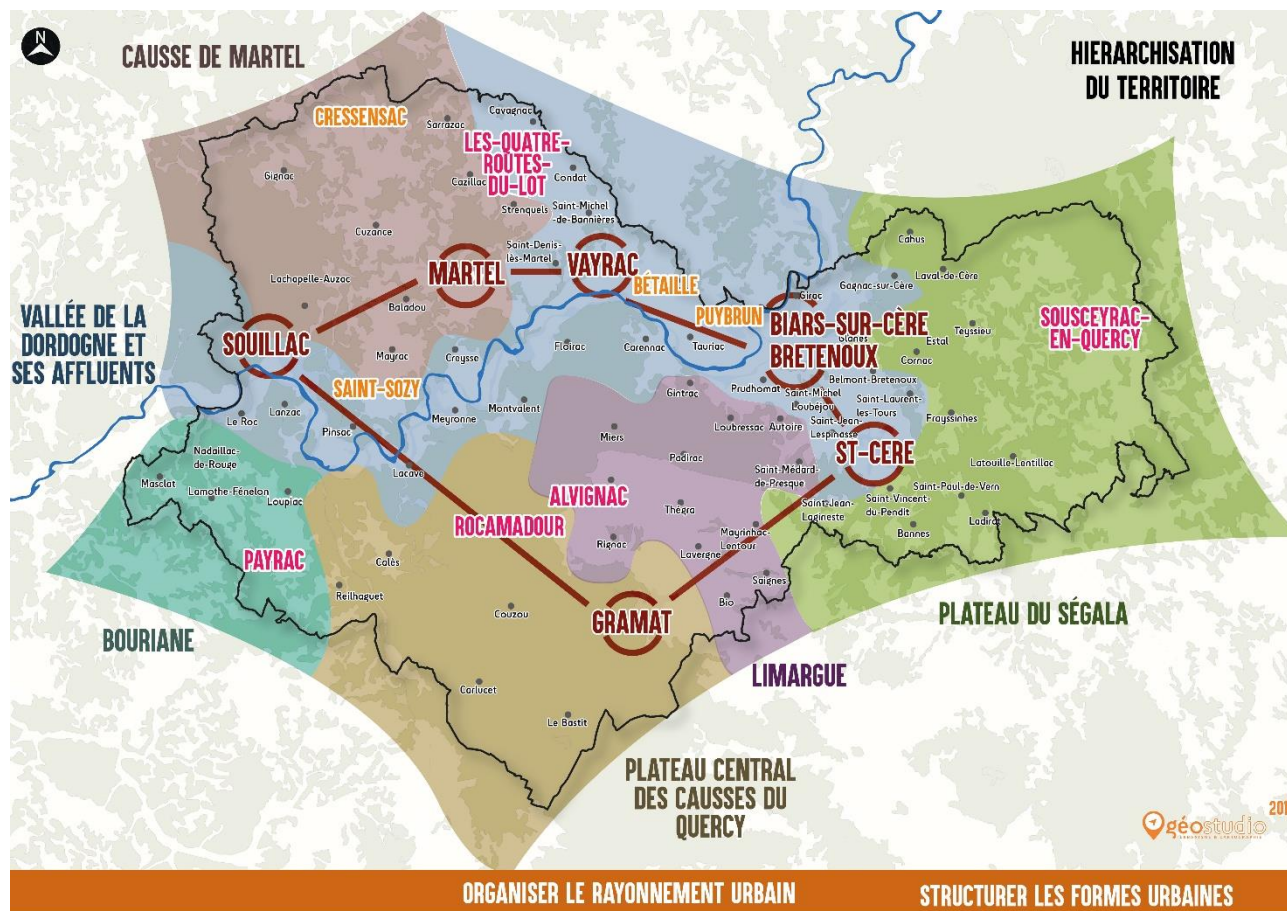 N
CAUSSE DE MARTEL
HIERARCHISATION
DU TERRITOIRE
CRESSENSAC
Sarrazac
Cavagnac
LES-QUATRE-
ROUTES-
DU-LOT
Gignac
Cazillac
Condat
Strenquels
Saint-Michel
-de-Bannières
Cuzance
Saint-Denis-
lès-Martel
MARTEL
VAYRAC
BÉTAILLE
Lachapelle-Auzac
Baladou
Cahus
Laval-de-Cère
Gagnac-sur-Cère
Girac
VALLÉE DE LA
DORDOGNE ET
SES AFFLUENTS
SOUILLAC
PUYBRUN
BIARS-SUR-CÈRE
BRETENOUX
Glanes
Estal
Teyssieu
Cornac
SOUSCEYRAC-
EN-QUERCY
Mayrac
Creysse
Floirac
Carennac
Tauriac
SAINT-SOZY
Gintrac
Prudhomat
Belmont-Bretenoux
Saint-Michel
Loubéjou
Saint-Laurent-
les-Tours
Le Roc
Lanzac
Pinsac
Meyronne
Montvalent
Loubressac
Autoire
Saint-Jean-
Lespinasse
Frayssinhes
Miers
Padirac
ST-CERE
Nadaillac-
de-Rouge
Masclat
Lamothe-Fénelon
Loupiac
Lacave
Saint-Médard-
de-Presque
Latouille-Lentillac
ALVIGNAC
ROCAMADOUR
Thégra
Saint-Jean-
Lagineste
Saint-Vincent-
du-Pendit
Saint-Paul-de-Vern
Bannes
Ladirat
Rignac
Lavergne
Mayrinhac-
Lentour
PAYRAC
Calès
Reilhaguet
Saignes
Bio
Couzou
GRAMAT
PLATEAU DU SÉGALA
BOURIANE
LIMARGUE
Carlucet
Le Bastit
PLATEAU CENTRAL
DES CAUSSES DU
QUERCY
201
géostudio
ORGANISER LE RAYONNEMENT URBAIN
STRUCTURER LES FORMES URBAINES